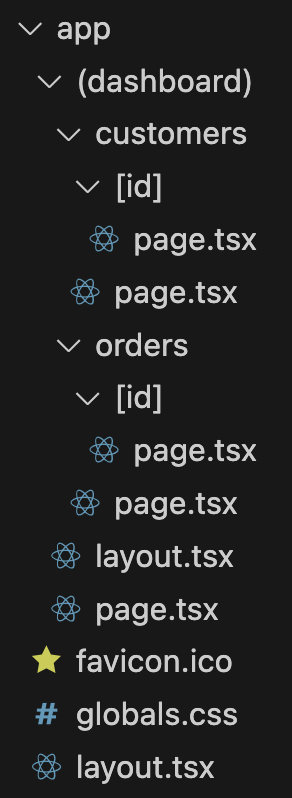 app
(dashboard)
customers
[id]
page.tsx
page.tsx
orders
[id]
page.tsx
page.tsx
layout.tsx
page.tsx
favicon.ico
# globals.css
layout.tsx